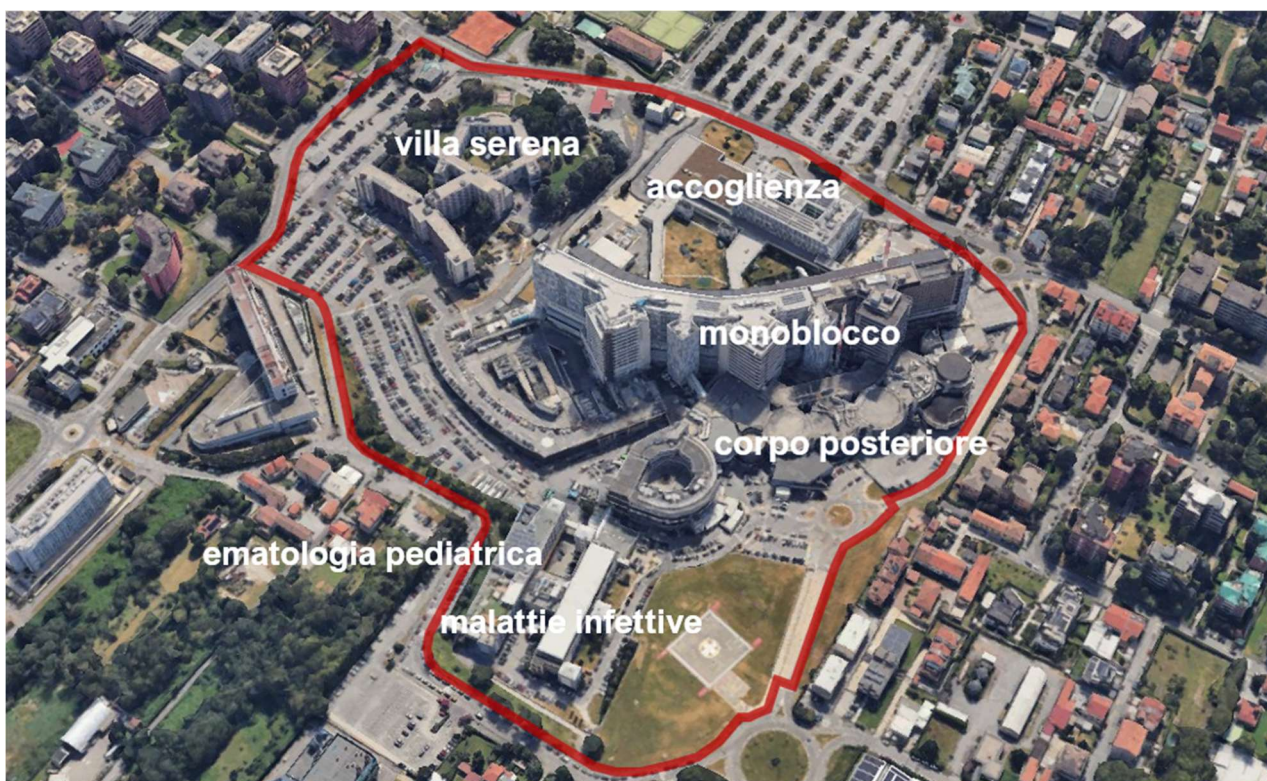 villa serena
accoglienza
monoblocco
corpo posteriore
ematologia pediatrica
malattie infettive